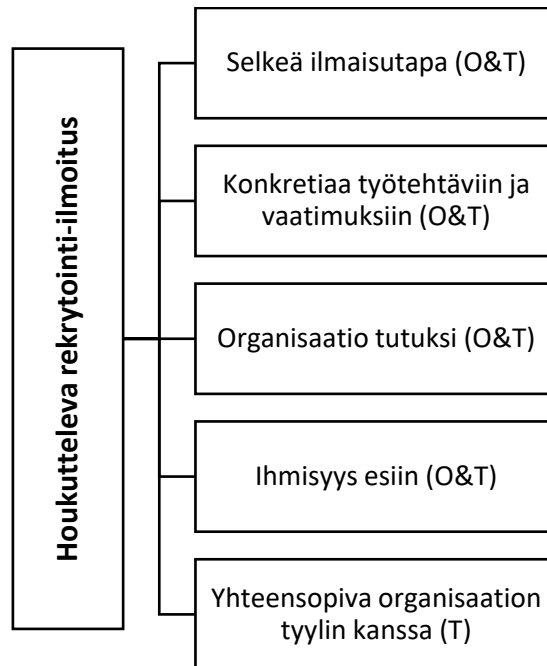 Houkutteleva rekrytointi-ilmoitus
Selkeä ilmaisutapa (O&T)
Konkretiaa työtehtäviin ja
vaatimuksiin (O&T)
Organisaatio tutuksi (O&T)
Ihmisyys esiin (O&T)
Yhteensopiva organisaation
tyylin kanssa (T)